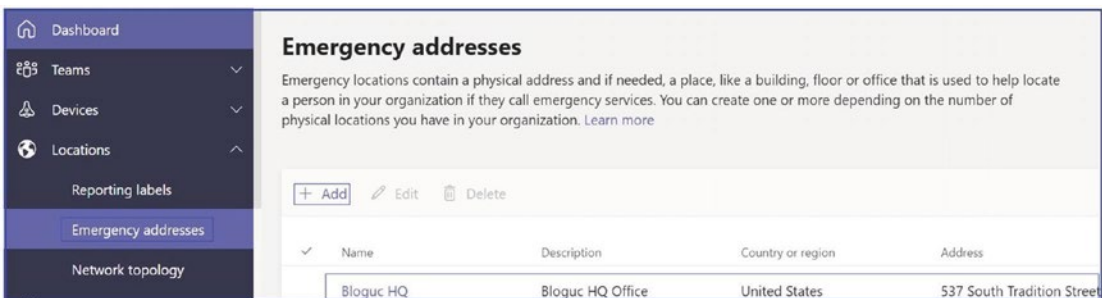 Dashboard
Teams
Devices
Locations
Reporting labels
Emergency addresses
Network topology
Emergency addresses
Emergency locations contain a physical address and if needed, a place, like a building, floor or office that is used to help locate
a person in your organization if they call emergency services. You can create one or more depending on the number of
physical locations you have in your organization. Learn more
+ Add Edit Delete
Name Description Country or region Address
Bloguc HQ Bloguc HQ Office United States 537 South Tradition Street